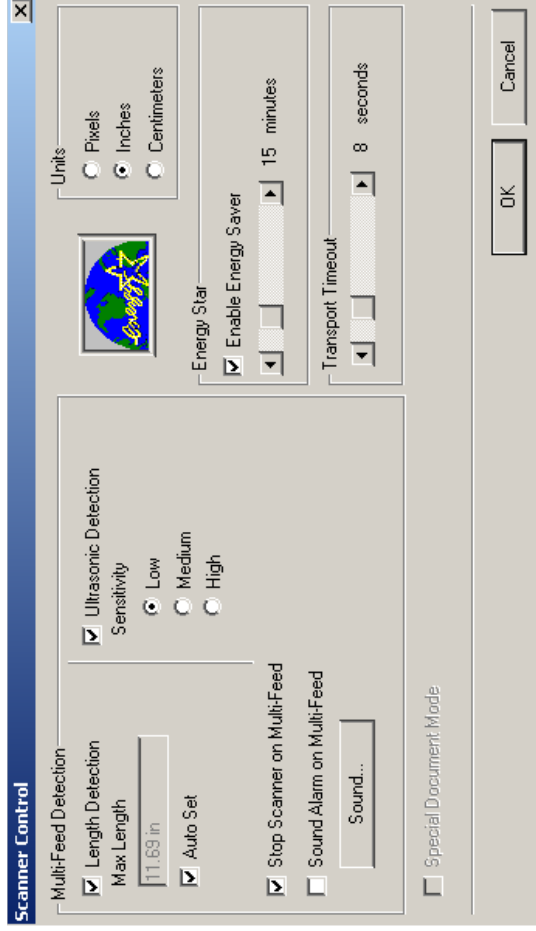 Scanner Control
Multi-Feed Detection
Length Detection
Max Length
11.69 in
Auto Set
Ultrasonic Detection
Sensitivity
Low
Medium
High
Stop Scanner on Multi-Feed
Sound Alarm on Multi-Feed
Sound...
Special Document Mode
Energy
Units
Pixels
Inches
Centimeters
Energy Star
Enable Energy Saver
15 minutes
Transport Timeout
8 seconds
OK
Cancel